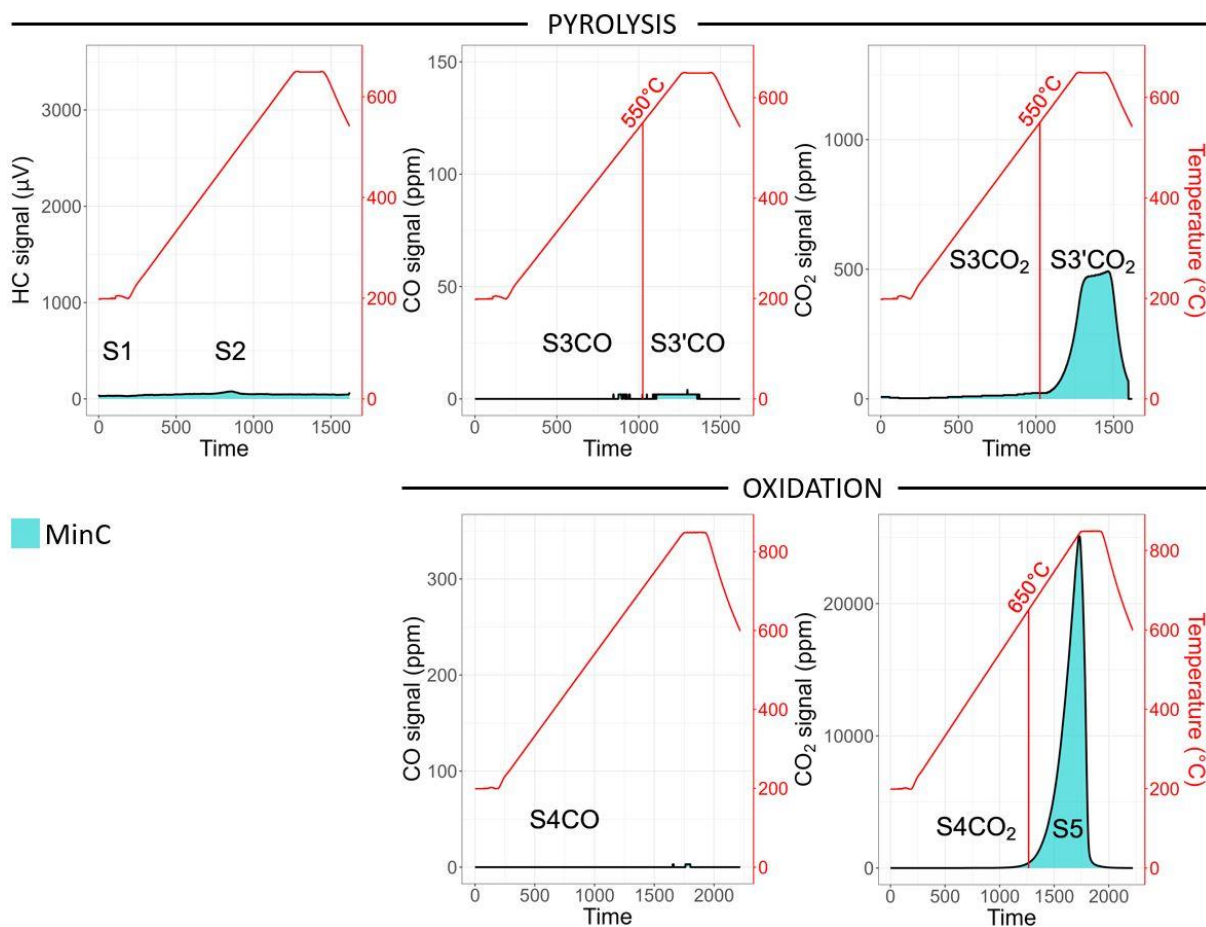 PYROLYSIS
HC signal (µV)
3000
2000
1000
0
S1
S2
600
400
200
0
0 500 1000 1500
Time
CO signal (ppm)
150
100
50
0
550°C
S3CO
S3'CO
600
400
200
0
0 500 1000 1500
Time
CO₂ signal (ppm)
1000
500
0
550°C
S3CO₂
S3'CO₂
600
400
200
0
Temperature (°C)
0 500 1000 1500
Time
OXIDATION
MinC
CO signal (ppm)
300
200
100
0
S4CO
800
600
400
200
0
0 500 1000 1500 2000
Time
CO₂ signal (ppm)
20000
10000
0
650°C
S4CO₂
S5
800
600
400
200
0
Temperature (°C)
0 500 1000 1500 2000
Time